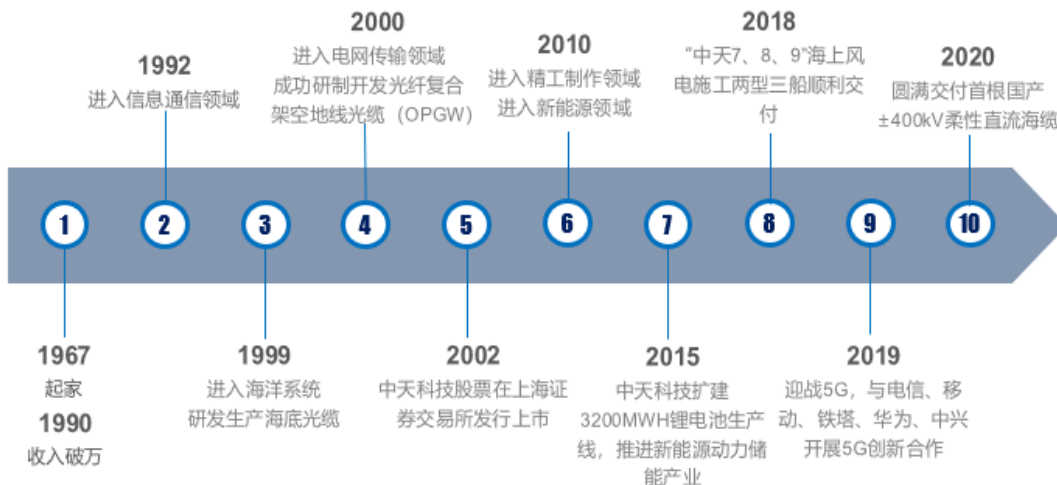 1992
进入信息通信领域
2000
进入电网传输领域
成功研制开发光纤复合
架空地线光缆（OPGW）
2010
进入精工制作领域
进入新能源领域
2018
“中天7、8、9”海上风
电施工两型三船顺利交
付
2020
圆满交付首根国产
±400kV柔性直流海缆
1
2
3
4
5
6
7
8
9
10
1967
起家
1990
收入破万
1999
进入海洋系统
研发生产海底光缆
2002
中天科技股票在上海证
券交易所发行上市
2015
中天科技扩建
3200MWH锂电池生产
线，推进新能源动力储
能产业
2019
迎战5G，与电信、移
动、铁塔、华为、中兴
开展5G创新合作